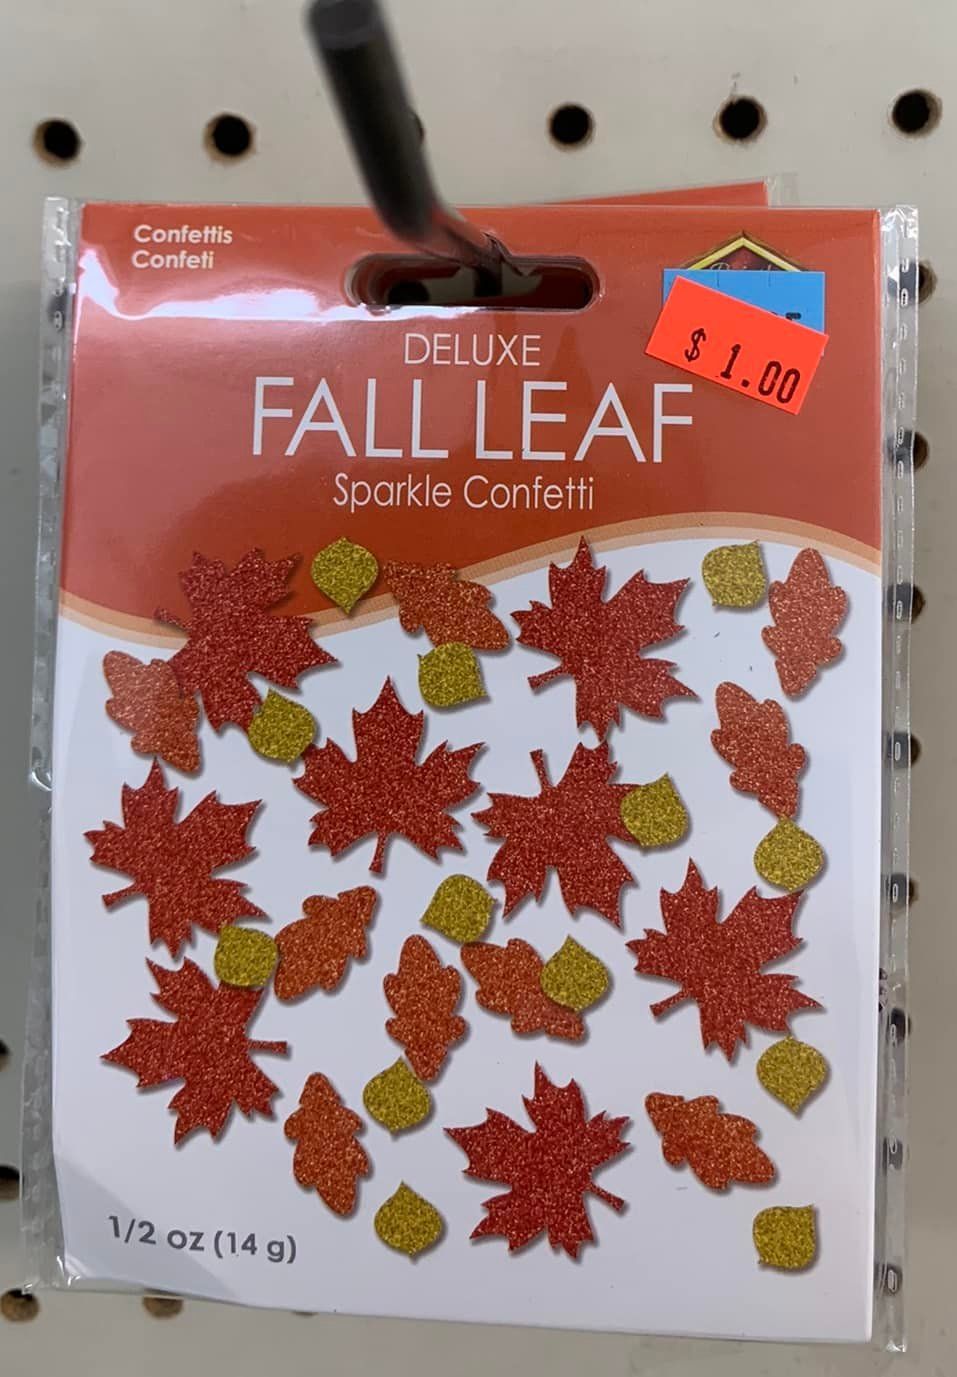 Confettis
Confeti
$ 1.00
DELUXE
FALL LEAF
Sparkle Confetti
1/2 oz (14 g)